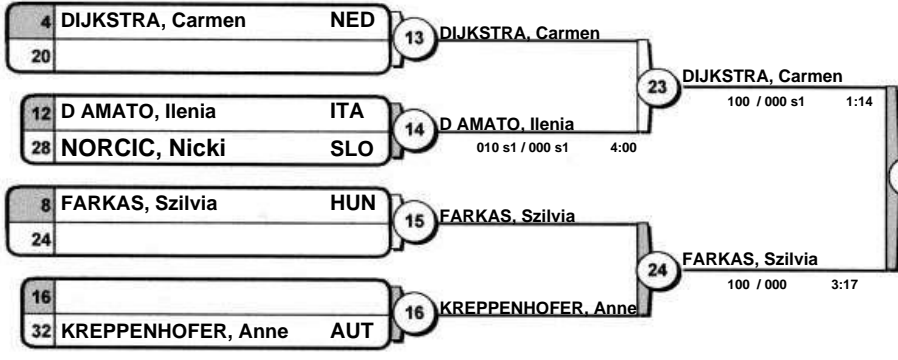 4 DIJKSTRA, Carmen NED
20
13
DIJKSTRA, Carmen
12 D AMATO, Ilenia ITA
28 NORCIC, Nicki SLO
14
D AMATO, Ilenia
010 s1 / 000 s1 4:00
23
DIJKSTRA, Carmen
100 / 000 s1 1:14
8 FARKAS, Szilvia HUN
24
15
FARKAS, Szilvia
16
32 KREPPENHOFER, Anne AUT
16
KREPPENHOFER, Anne
24
FARKAS, Szilvia
100 / 000 3:17